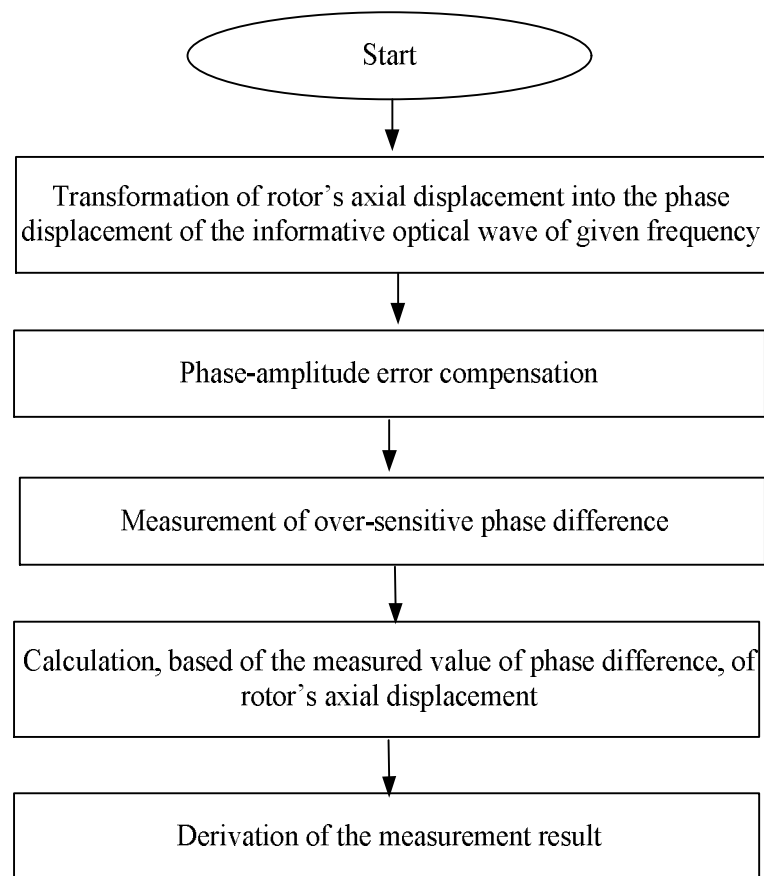 Start
Transformation of rotor’s axial displacement into the phase
displacement of the informative optical wave of given frequency
Phase-amplitude error compensation
Measurement of over-sensitive phase difference
Calculation, based of the measured value of phase difference, of
rotor’s axial displacement
Derivation of the measurement result